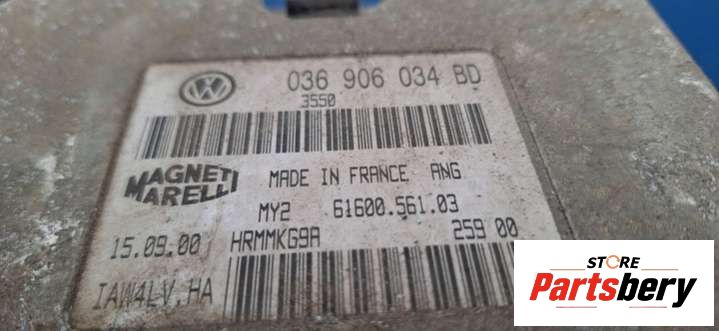 036 906 034 BD
3550
MAGNETI MARELLI
MADE IN FRANCE ANG
MY2 61600.561.03
15.09.00 HRMMKG9A 259 00
IAW4LV.HA
STORE
Partsbery